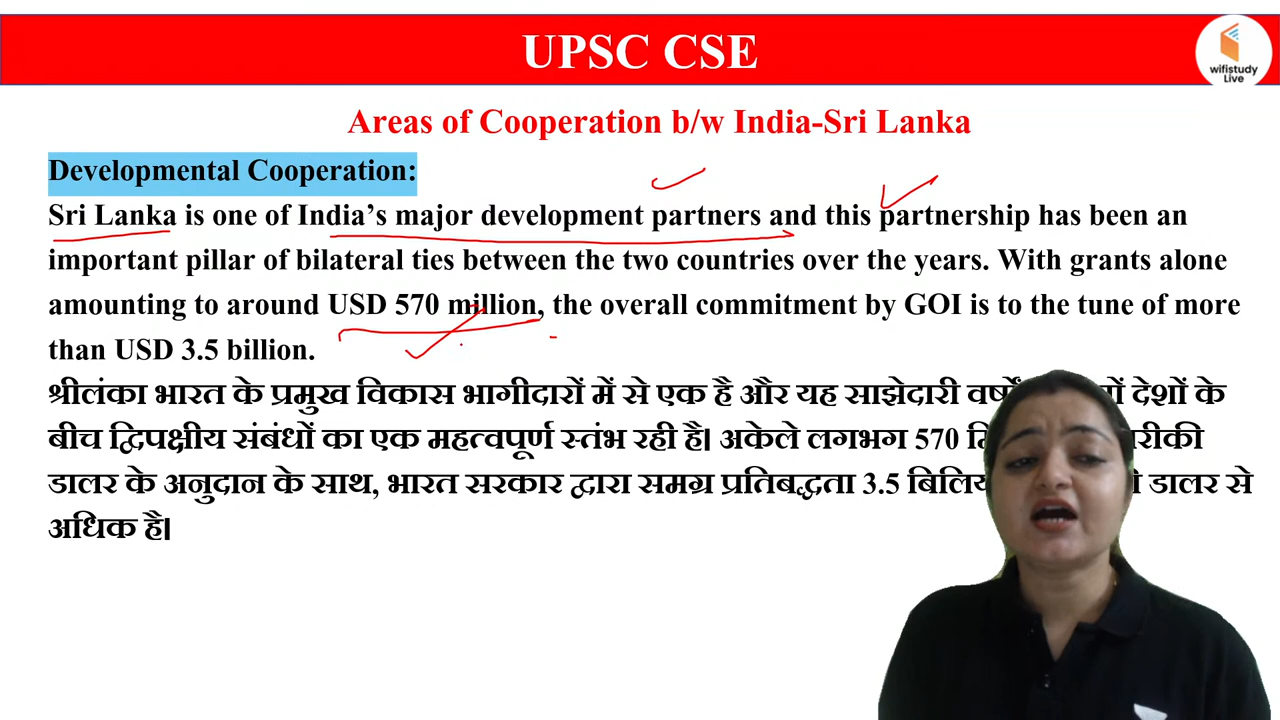 UPSC CSE
wifistudy
Live
Areas of Cooperation b/w India-Sri Lanka
Developmental Cooperation:
Sri Lanka is one of India’s major development partners and this partnership has been an
important pillar of bilateral ties between the two countries over the years. With grants alone
amounting to around USD 570 million, the overall commitment by GOI is to the tune of more
than USD 3.5 billion.
श्रीलंका भारत के प्रमुख विकास भागीदारों में से एक है और यह साझेदारी देशों के
बीच द्विपक्षीय संबंधों का एक महत्वपूर्ण स्तंभ रही है। अकेले लगभग 570
डालर के अनुदान के साथ, भारत सरकार द्वारा समग्र प्रतिबद्धता 3.5 डालर से
अधिक है।